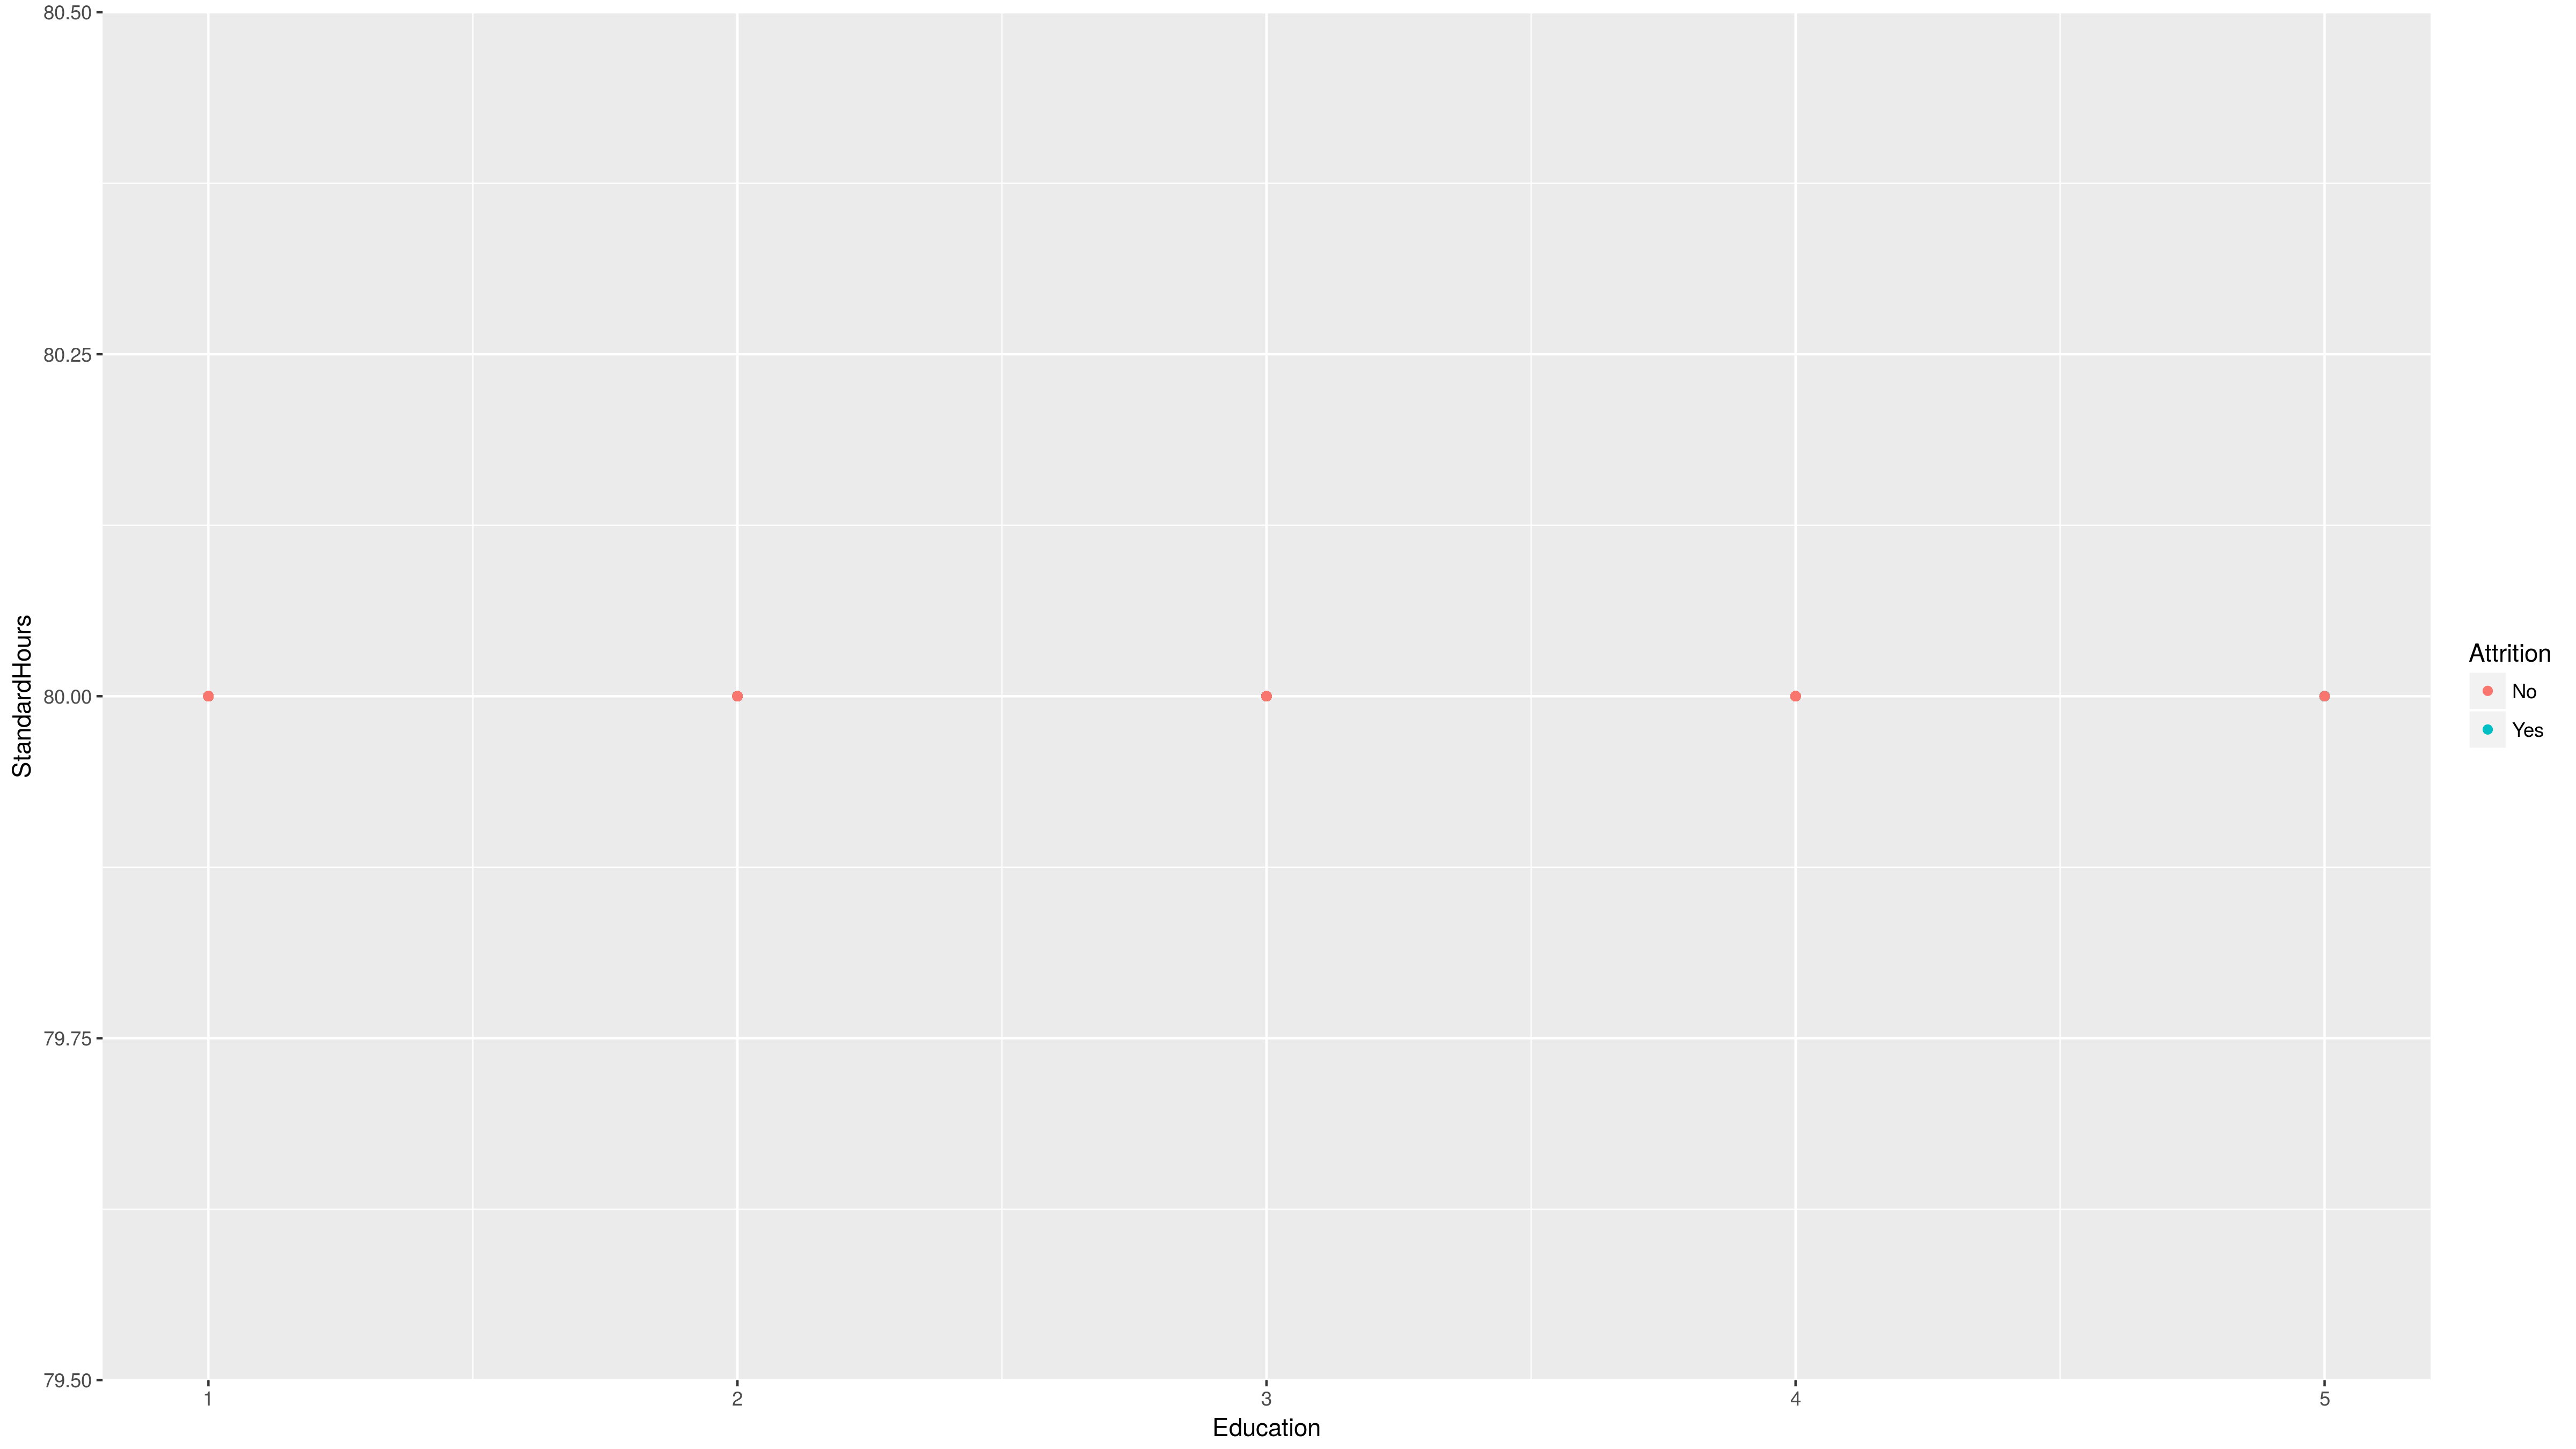 80.50
80.25
80.00
79.75
79.50
StandardHours
1 2 3 4 5
Education
Attrition
No
Yes